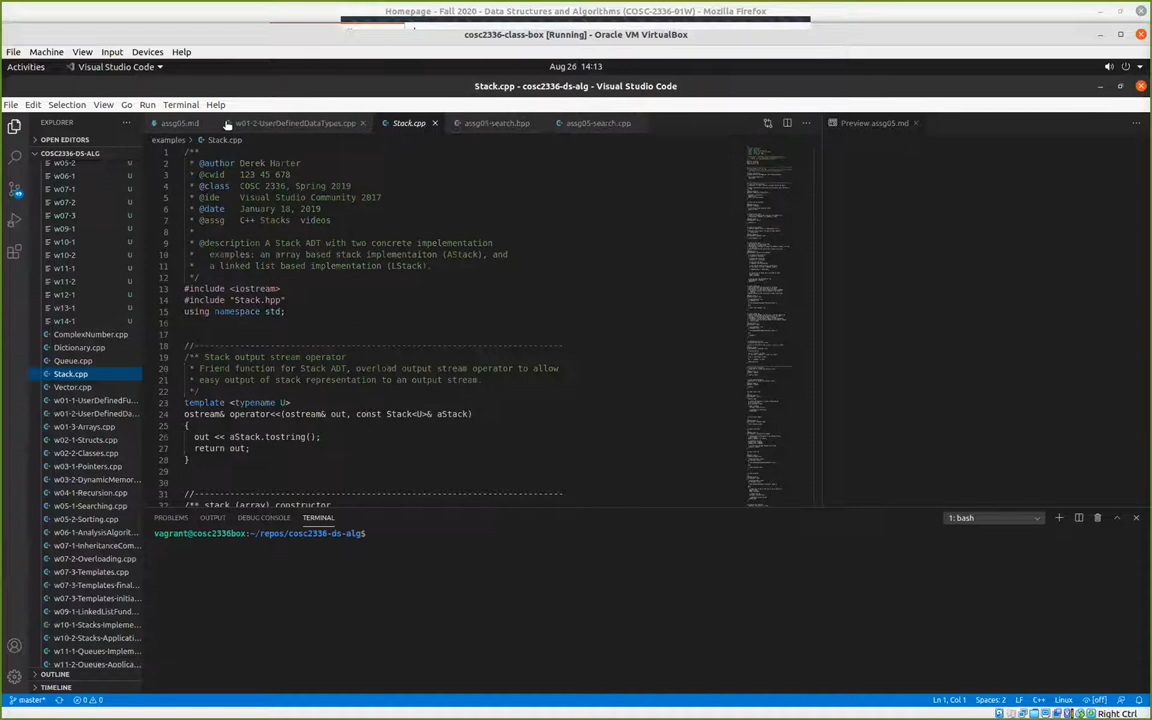 Homepage - Fall 2020 - Data Structures and Algorithms (COSC-2336-01W) - Mozilla Firefox
cosc2336-class-box [Running] - Oracle VM VirtualBox
File Machine View Input Devices Help
Activities Visual Studio Code Aug 26 14:13
Stack.cpp - cosc2336-ds-alg - Visual Studio Code
File Edit Selection View Go Run Terminal Help
EXPLORER
assg05.md w01-2-UserDefinedDataTypes.cpp Stack.cpp assg05-search.hpp assg05-search.cpp Preview assg05.md
OPEN EDITORS
examples > Stack.cpp
COSC2336-DS-ALG
w05-2 U
w06-1 U
w07-1 U
w07-2 U
w07-3 U
w09-1 U
w10-1 U
w10-2 U
w11-1 U
w11-2 U
w12-1 U
w13-1 U
w14-1 U
ComplexNumber.cpp
Dictionary.cpp
Queue.cpp
Stack.cpp
Vector.cpp
w01-1-UserDefinedFu...
w01-2-UserDefinedDa...
w01-3-Arrays.cpp
w02-1-Structs.cpp
w02-2-Classes.cpp
w03-1-Pointers.cpp
w03-2-DynamicMemor...
w04-1-Recursion.cpp
w05-1-Searching.cpp
w05-2-Sorting.cpp
w06-1-AnalysisAlgorit...
w07-1-InheritanceCom...
w07-2-Overloading.cpp
w07-3-Templates.cpp
w07-3-Templates-final...
w07-3-Templates-initia...
w09-1-LinkedListFund...
w10-1-Stacks-Impleme...
w10-2-Stacks-Applicati...
w11-1-Queues-Implem...
w11-2-Queues-Applica...
OUTLINE
TIMELINE
1 /**
2 * @author Derek Harter
3 * @cwid 123 45 678
4 * @class COSC 2336, Spring 2019
5 * @ide Visual Studio Community 2017
6 * @date January 18, 2019
7 * @assg C++ Stacks videos
8 *
9 * @description A Stack ADT with two concrete impelementation
10 * examples: an array based stack implementaiton (AStack), and
11 * a linked list based implementation (LStack).
12 */
13 #include <iostream>
14 #include "Stack.hpp"
15 using namespace std;
16
17
18 //-------------------------------------------------------------------
19 /** Stack output stream operator
20 * Friend function for Stack ADT, overload output stream operator to allow
21 * easy output of stack representation to an output stream.
22 */
23 template <typename U>
24 ostream& operator<<(ostream& out, const Stack<U>& aStack)
25 {
26 out << aStack.tostring();
27 return out;
28 }
29
30
31 //-------------------------------------------------------------------
32 /** stack (array) constructor
PROBLEMS OUTPUT DEBUG CONSOLE TERMINAL 1: bash
vagrant@cosc2336box:~/repos/cosc2336-ds-alg$
master* 0 0 Ln 1, Col 1 Spaces: 2 LF C++ Linux [off]
Right Ctrl